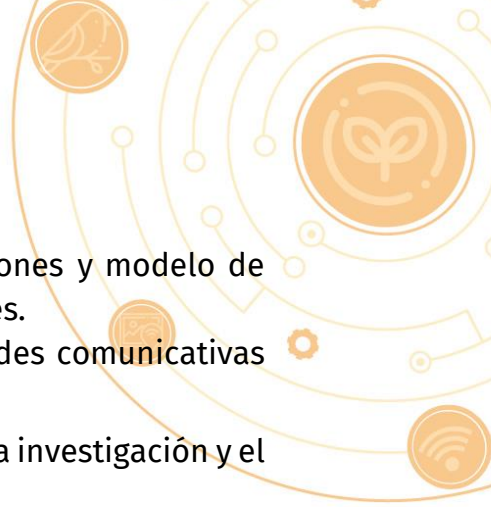 ones y modelo de
es.
des comunicativas
a investigación y el